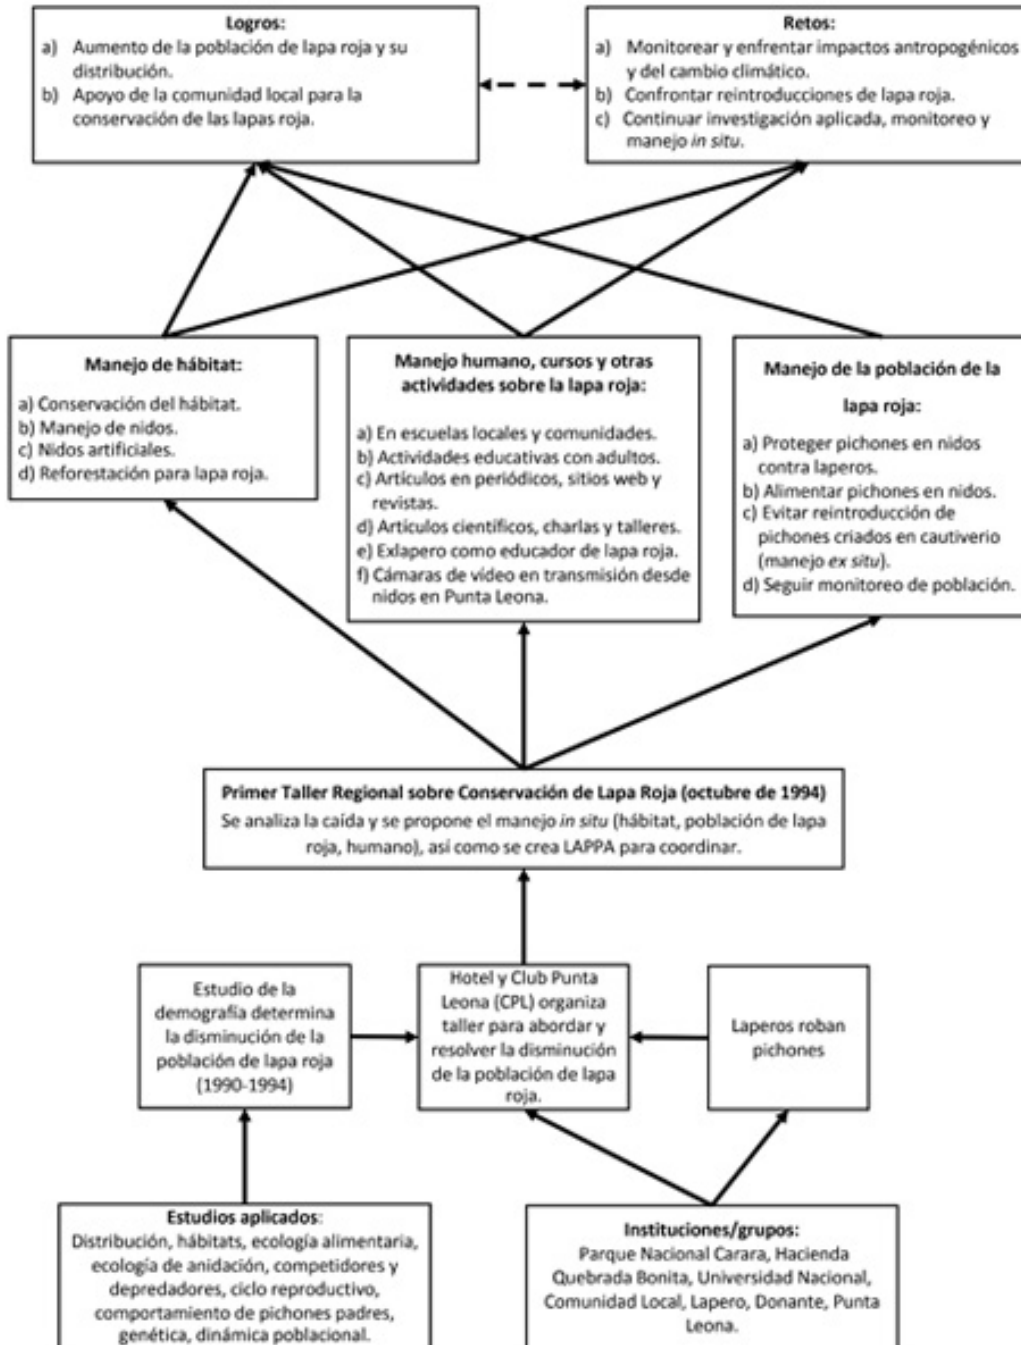 Logros:
a) Aumento de la población de lapa roja y su
distribución.
b) Apoyo de la comunidad local para la
conservación de las lapas roja.
Retos:
a) Monitorear y enfrentar impactos antropogénicos
y del cambio climático.
b) Confrontar reintroducciones de lapa roja.
c) Continuar investigación aplicada, monitoreo y
manejo in situ.
Manejo de hábitat:
a) Conservación del hábitat.
b) Manejo de nidos.
c) Nidos artificiales.
d) Reforestación para lapa roja.
Manejo humano, cursos y otras
actividades sobre la lapa roja:
a) En escuelas locales y comunidades.
b) Actividades educativas con adultos.
c) Artículos en periódicos, sitios web y
revistas.
d) Artículos científicos, charlas y talleres.
e) Exlapero como educador de lapa roja.
f) Cámaras de vídeo en transmisión desde
nidos en Punta Leona.
Manejo de la población de la
lapa roja:
a) Proteger pichones en nidos
contra laperos.
b) Alimentar pichones en nidos.
c) Evitar reintroducción de
pichones criados en cautiverio
(manejo ex situ).
d) Seguir monitoreo de población.
Primer Taller Regional sobre Conservación de Lapa Roja (octubre de 1994)
Se analiza la caída y se propone el manejo in situ (hábitat, población de lapa
roja, humano), así como se crea LAPPA para coordinar.
Estudio de la
demografía determina
la disminución de la
población de lapa roja
(1990-1994)
Hotel y Club Punta
Leona (CPL) organiza
taller para abordar y
resolver la disminución
de la población de lapa
roja.
Laperos roban
pichones
Estudios aplicados:
Distribución, hábitats, ecología alimentaria,
ecología de anidación, competidores y
depredadores, ciclo reproductivo,
comportamiento de pichones padres,
genética, dinámica poblacional.
Instituciones/grupos:
Parque Nacional Carara, Hacienda
Quebrada Bonita, Universidad Nacional,
Comunidad Local, Lapero, Donante, Punta
Leona.